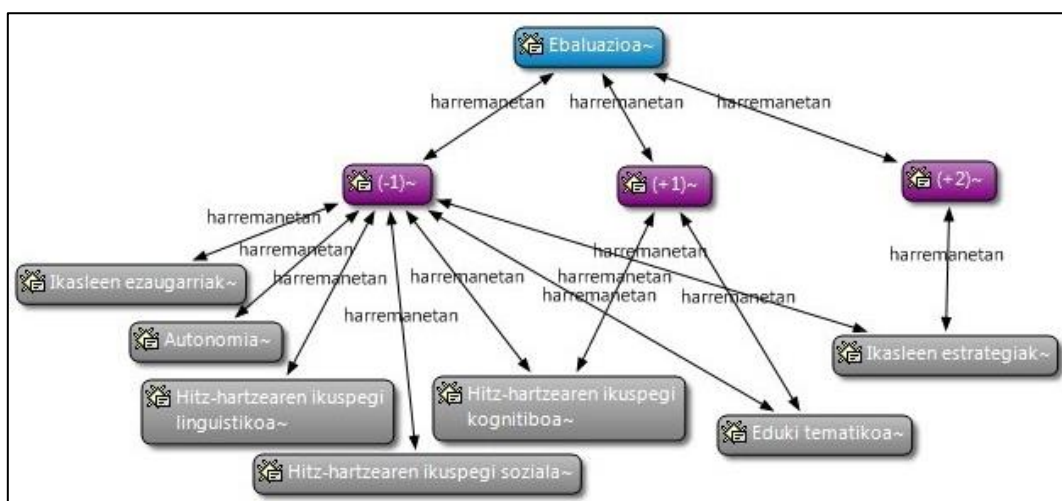 Ebaluazioa~
harremanetan
harremanetan
harremanetan
(-1)~
(+1)~
(+2)~
harremanetan
harremanetan
harremanetan
harremanetan
harremanetan
harremanetan
harremanetan
harremanetan
harremanetan
harremanetan
Ikasleen ezaugarriak~
Autonomia~
Ikasleen estrategiak~
Hitz-hartzearen ikuspegi
linguistikoa~
Hitz-hartzearen ikuspegi
kognitiboa~
Eduki tematikoa~
Hitz-hartzearen ikuspegi soziala~